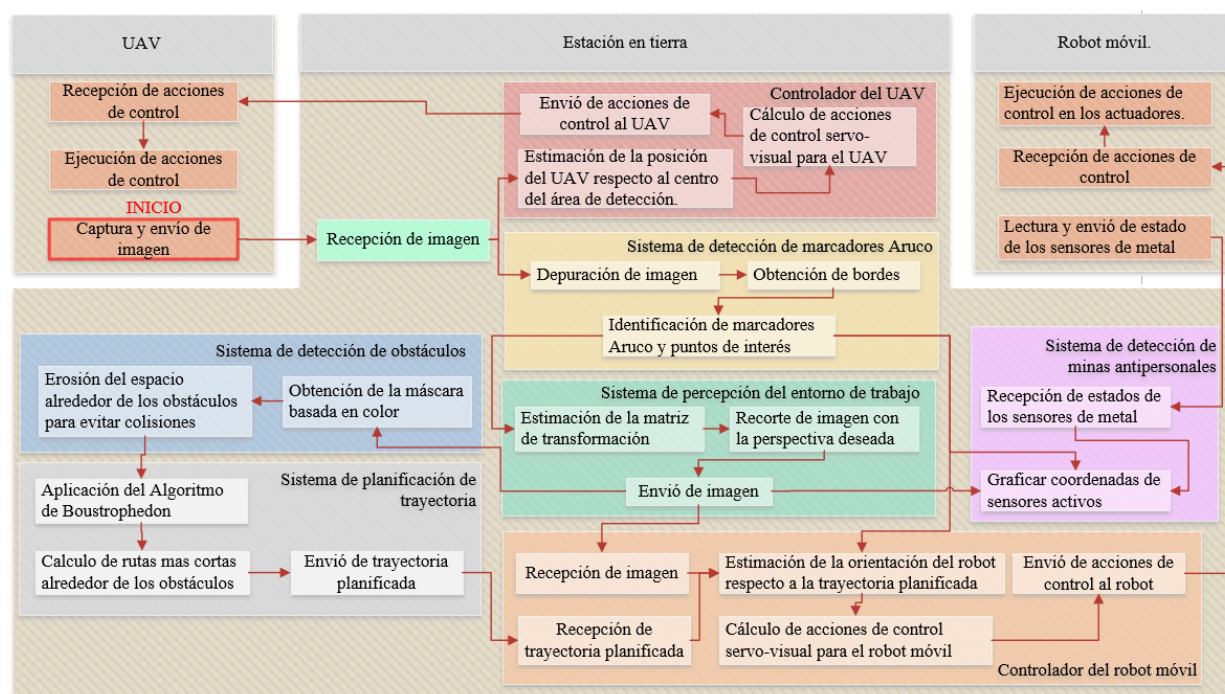 UAV
Estación en tierra
Robot móvil.
Recepción de acciones
de control
Ejecución de acciones
de control
INICIO
Captura y envío de
imagen
Recepción de imagen
Controlador del UAV
Envió de acciones de
control al UAV
Cálculo de acciones
de control servo-
visual para el UAV
Estimación de la posición
del UAV respecto al centro
del área de detección.
Ejecución de acciones de
control en los actuadores.
Recepción de acciones de
control
Lectura y envió de estado
de los sensores de metal
Sistema de detección de marcadores Aruco
Depuración de imagen
Obtención de bordes
Identificación de marcadores
Aruco y puntos de interés
Sistema de detección de obstáculos
Erosión del espacio
alrededor de los obstáculos
para evitar colisiones
Obtención de la máscara
basada en color
Sistema de percepción del entorno de trabajo
Estimación de la matriz
de transformación
Recorte de imagen con
la perspectiva deseada
Envió de imagen
Sistema de detección de
minas antipersonales
Recepción de estados de
los sensores de metal
Graficar coordenadas de
sensores activos
Sistema de planificación de
trayectoria
Aplicación del Algoritmo
de Boustrophedon
Calculo de rutas mas cortas
alrededor de los obstáculos
Envió de trayectoria
planificada
Recepción de imagen
Estimación de la orientación del robot
respecto a la trayectoria planificada
Envió de acciones de
control al robot
Recepción de
trayectoria planificada
Cálculo de acciones de control
servo-visual para el robot móvil
Controlador del robot móvil